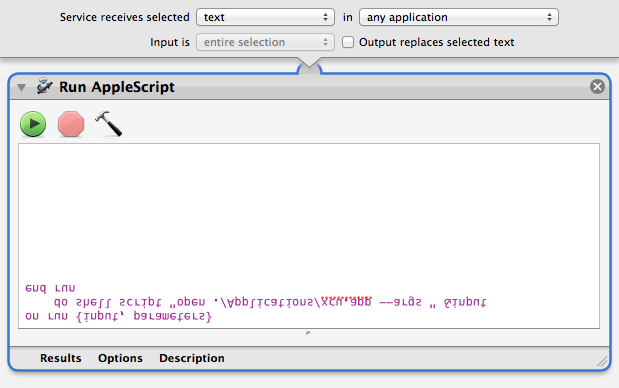 Service receives selected text in any application
Input is entire selection Output replaces selected text
Run AppleScript
on run {input, parameters}
do shell script "open ./Applications/xcu.app --args " &input
end run
Results Options Description